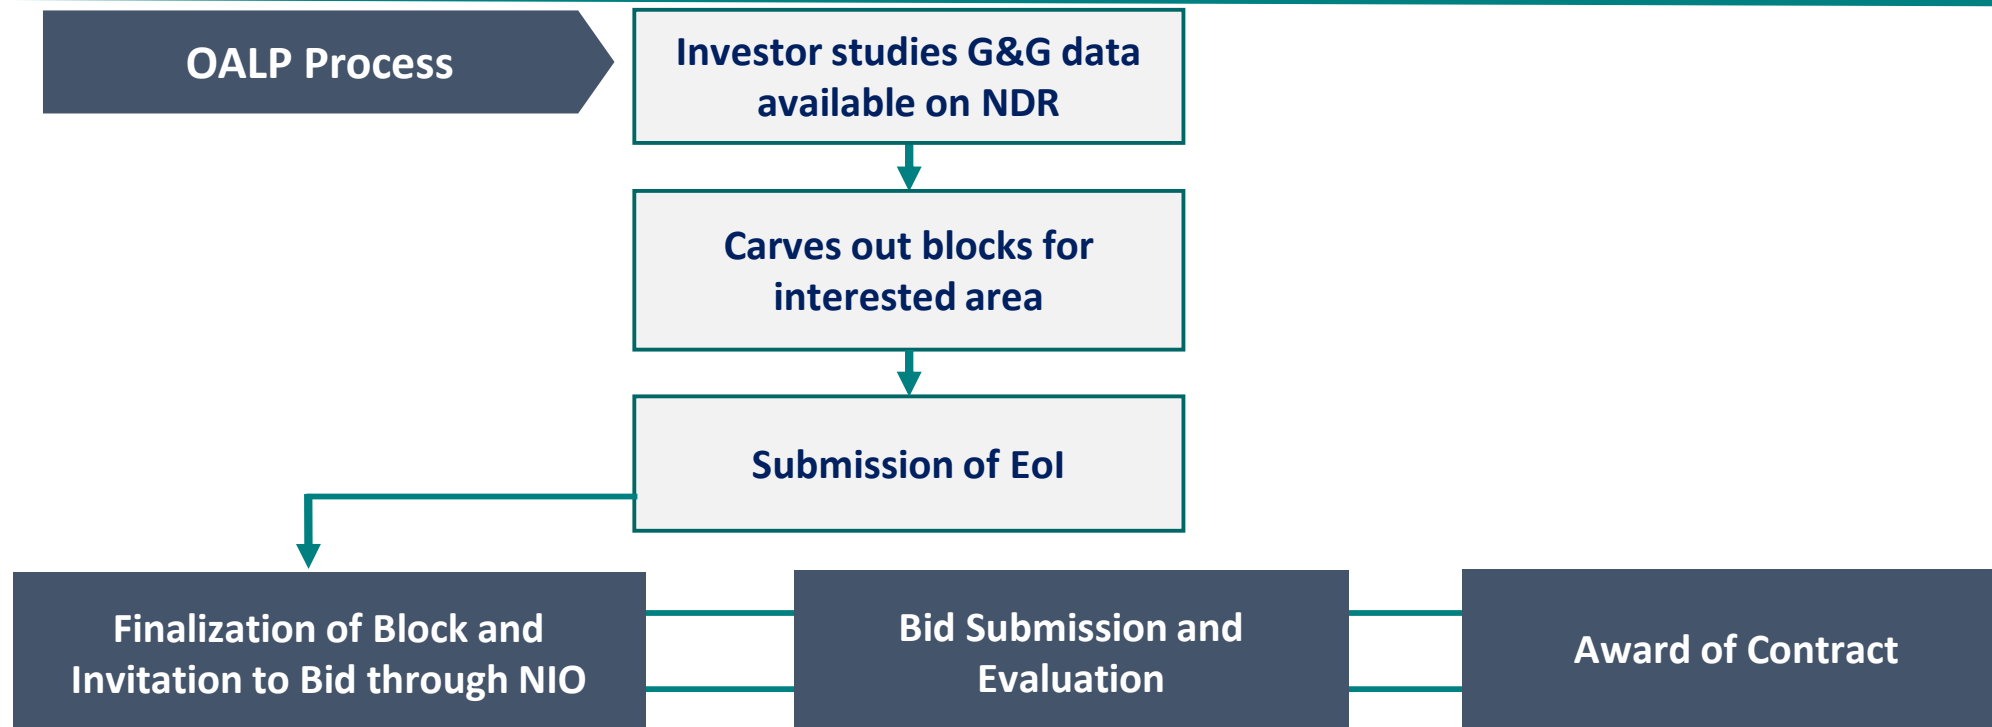 OALP Process
Investor studies G&G data
available on NDR
Carves out blocks for
interested area
Submission of EoI
Finalization of Block and
Invitation to Bid through NIO
Bid Submission and
Evaluation
Award of Contract